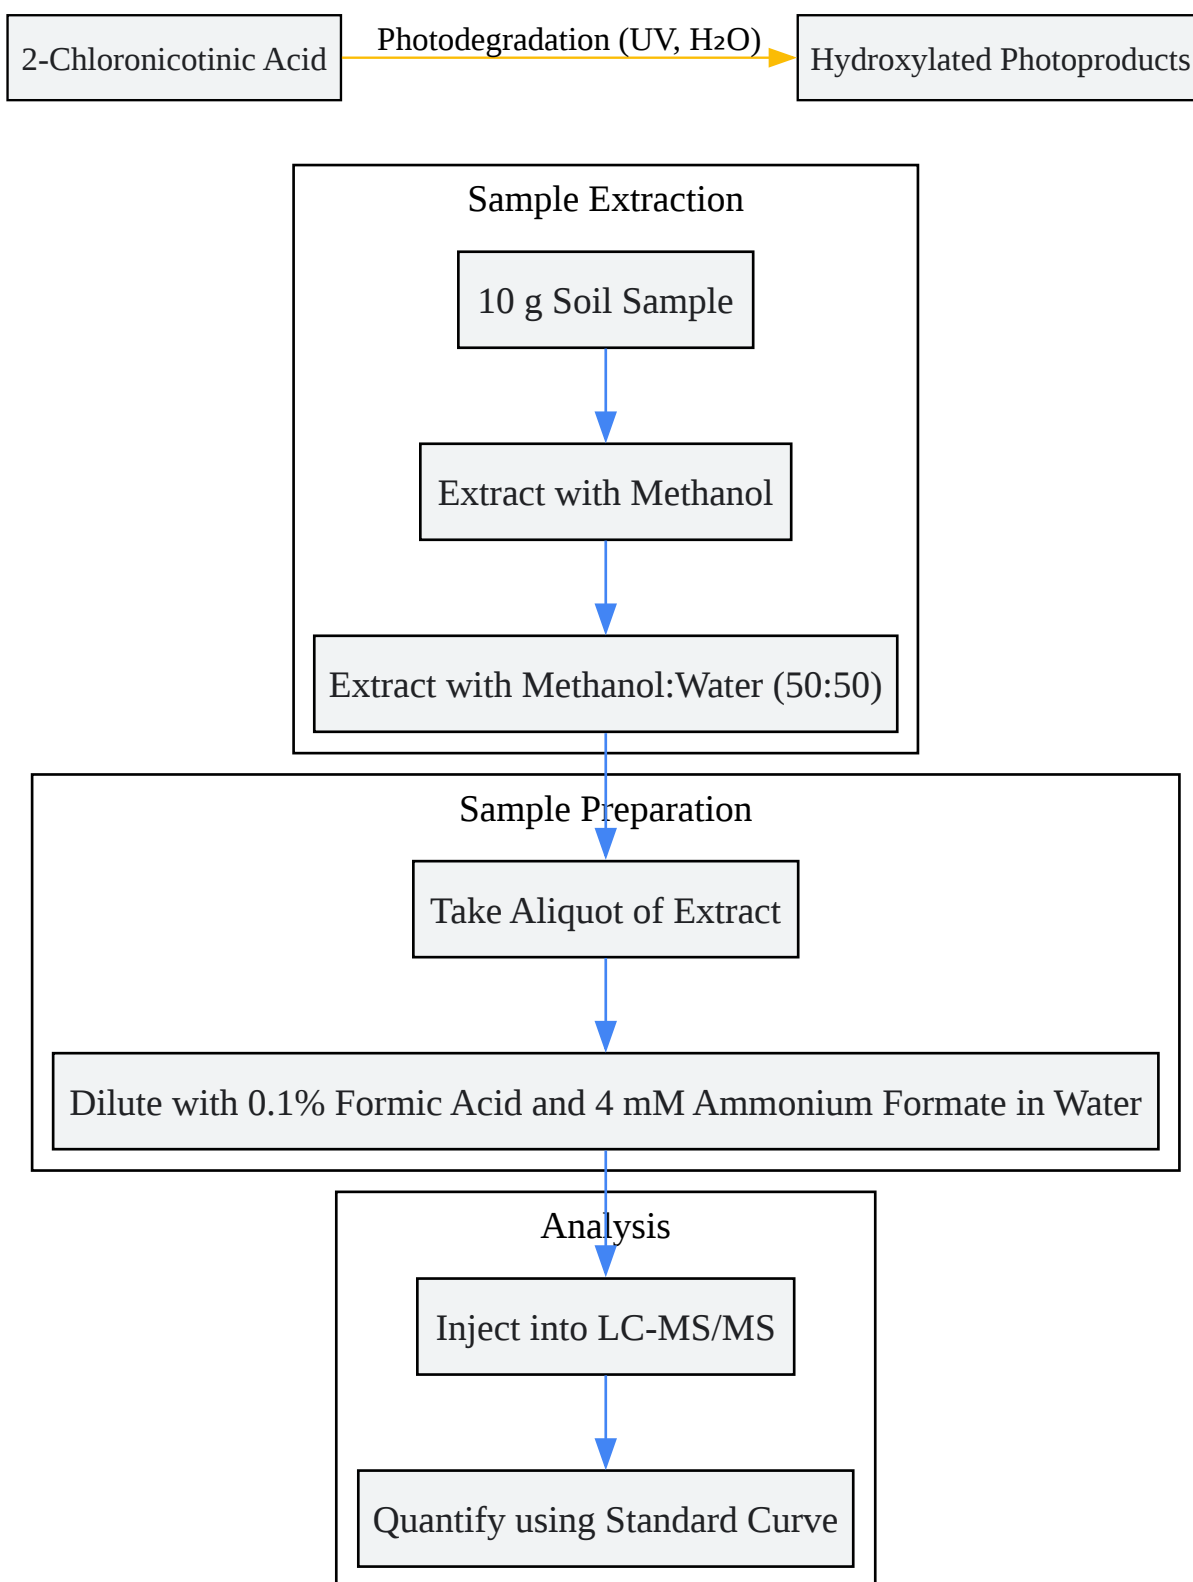 2-Chloronicotinic Acid
Photodegradation (UV, H₂O)
Hydroxylated Photoproducts
Sample Extraction
10 g Soil Sample
Extract with Methanol
Extract with Methanol:Water (50:50)
Sample Preparation
Take Aliquot of Extract
Dilute with 0.1% Formic Acid and 4 mM Ammonium Formate in Water
Analysis
Inject into LC-MS/MS
Quantify using Standard Curve